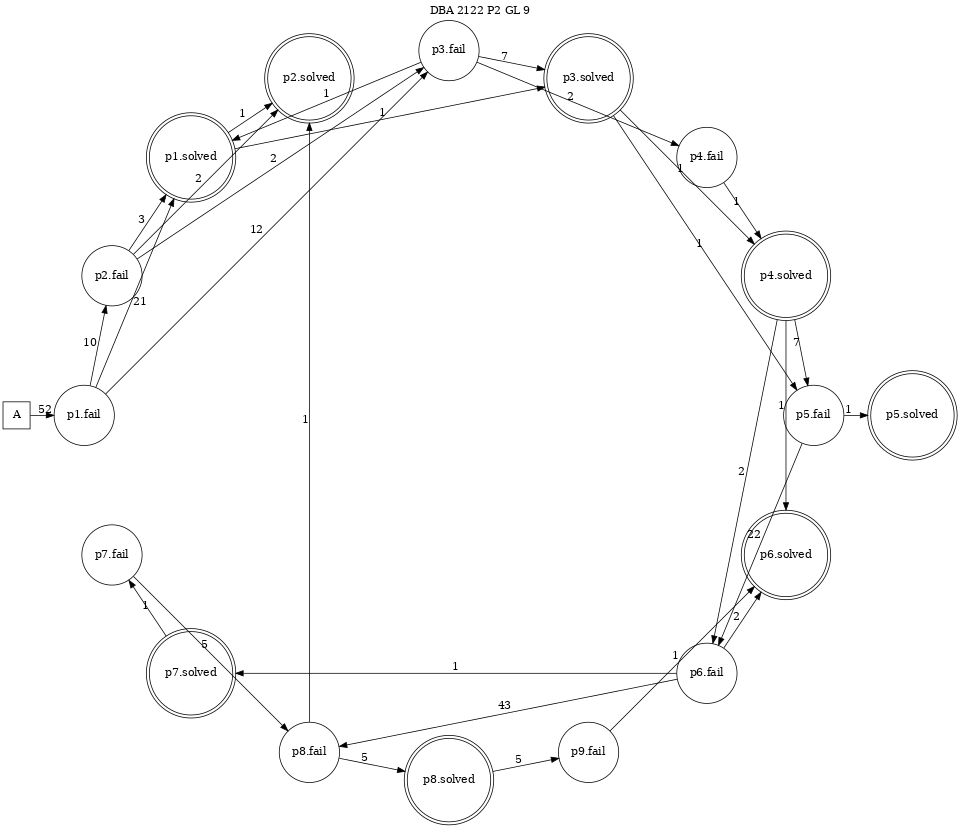 DBA 2122 P2 GL 9
p3.fail
p2.solved
7
p3.solved
1
2
1
1
p1.solved
p4.fail
2
2
1
1
3
12
1
p2.fail
p4.solved
21
10
7
1
A
52
p1.fail
p5.fail
1
p5.solved
1
2
22
p7.fail
p6.solved
1
2
5
1
p7.solved
1
p6.fail
43
p8.fail
5
p8.solved
5
p9.fail